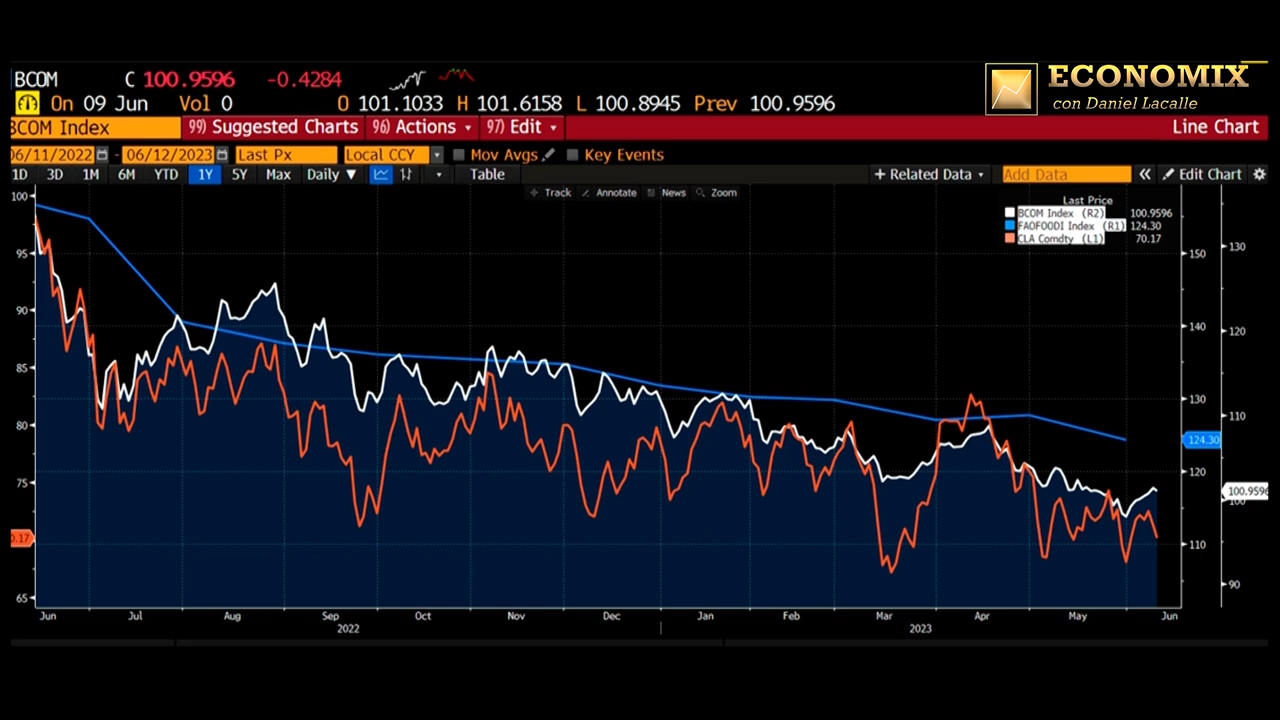 ECONOMIX
con Daniel Lacalle
BCOM C 100.9596 -0.4284
On 09 Jun Vol 0 O 101.1033 H 101.6158 L 100.8945 Prev 100.9596
BCOM Index 99) Suggested Charts 96) Actions 97) Edit Line Chart
06/11/2022 - 06/12/2023 Last Px Local CCY Mov Avgs Key Events
1D 3D 1M 6M YTD 1Y 5Y Max Daily ▼ Table + Related Data Add Data « Edit Chart
Track Annotate News Zoom
Last Price
BCOM Index (R2) 100.9596
FAOFOODI Index (R1) 124.30
CLA Comdty (L1) 70.17
100
95 150 130
90 140 120
85
80 130 110
124.30
75 120 100.9596
100
0.17 110
65 90
Jun Jul Aug Sep Oct Nov Dec Jan Feb Mar Apr May Jun
2022 2023